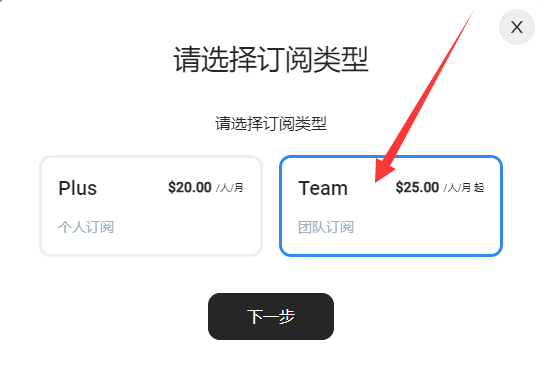 X
请选择订阅类型
请选择订阅类型
Plus $20.00 /人/月
个人订阅
Team $25.00 /人/月 起
团队订阅
下一步